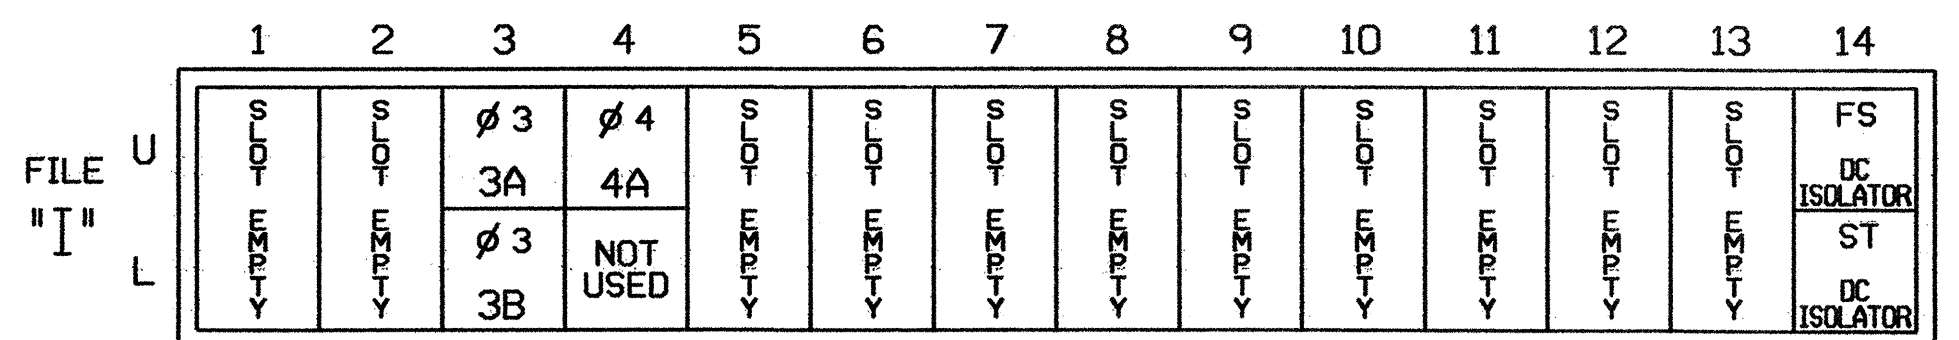 1 2 3 4 5 6 7 8 9 10 11 12 13 14
FILE "I"
U
L
SLOT EMPTY
SLOT EMPTY
Ø 3
3A
Ø 3
3B
Ø 4
4A
NOT
USED
SLOT EMPTY
SLOT EMPTY
SLOT EMPTY
SLOT EMPTY
SLOT EMPTY
SLOT EMPTY
SLOT EMPTY
SLOT EMPTY
SLOT EMPTY
FS
DC
ISOLATOR
ST
DC
ISOLATOR